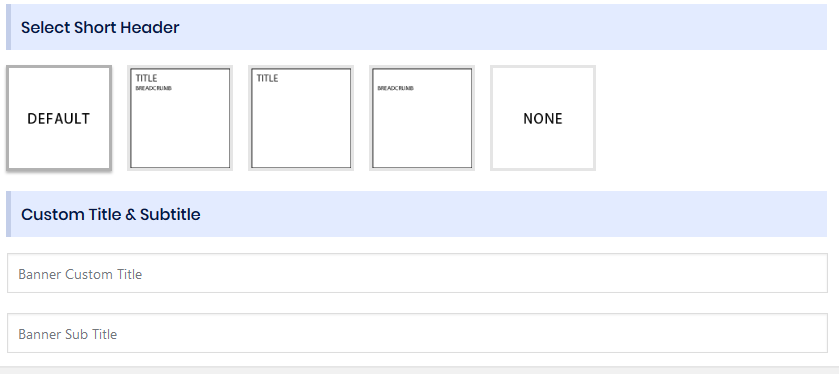 Select Short Header
DEFAULT
TITLE
BREADCRUMB
TITLE
BREADCRUMB
NONE
Custom Title & Subtitle
Banner Custom Title
Banner Sub Title